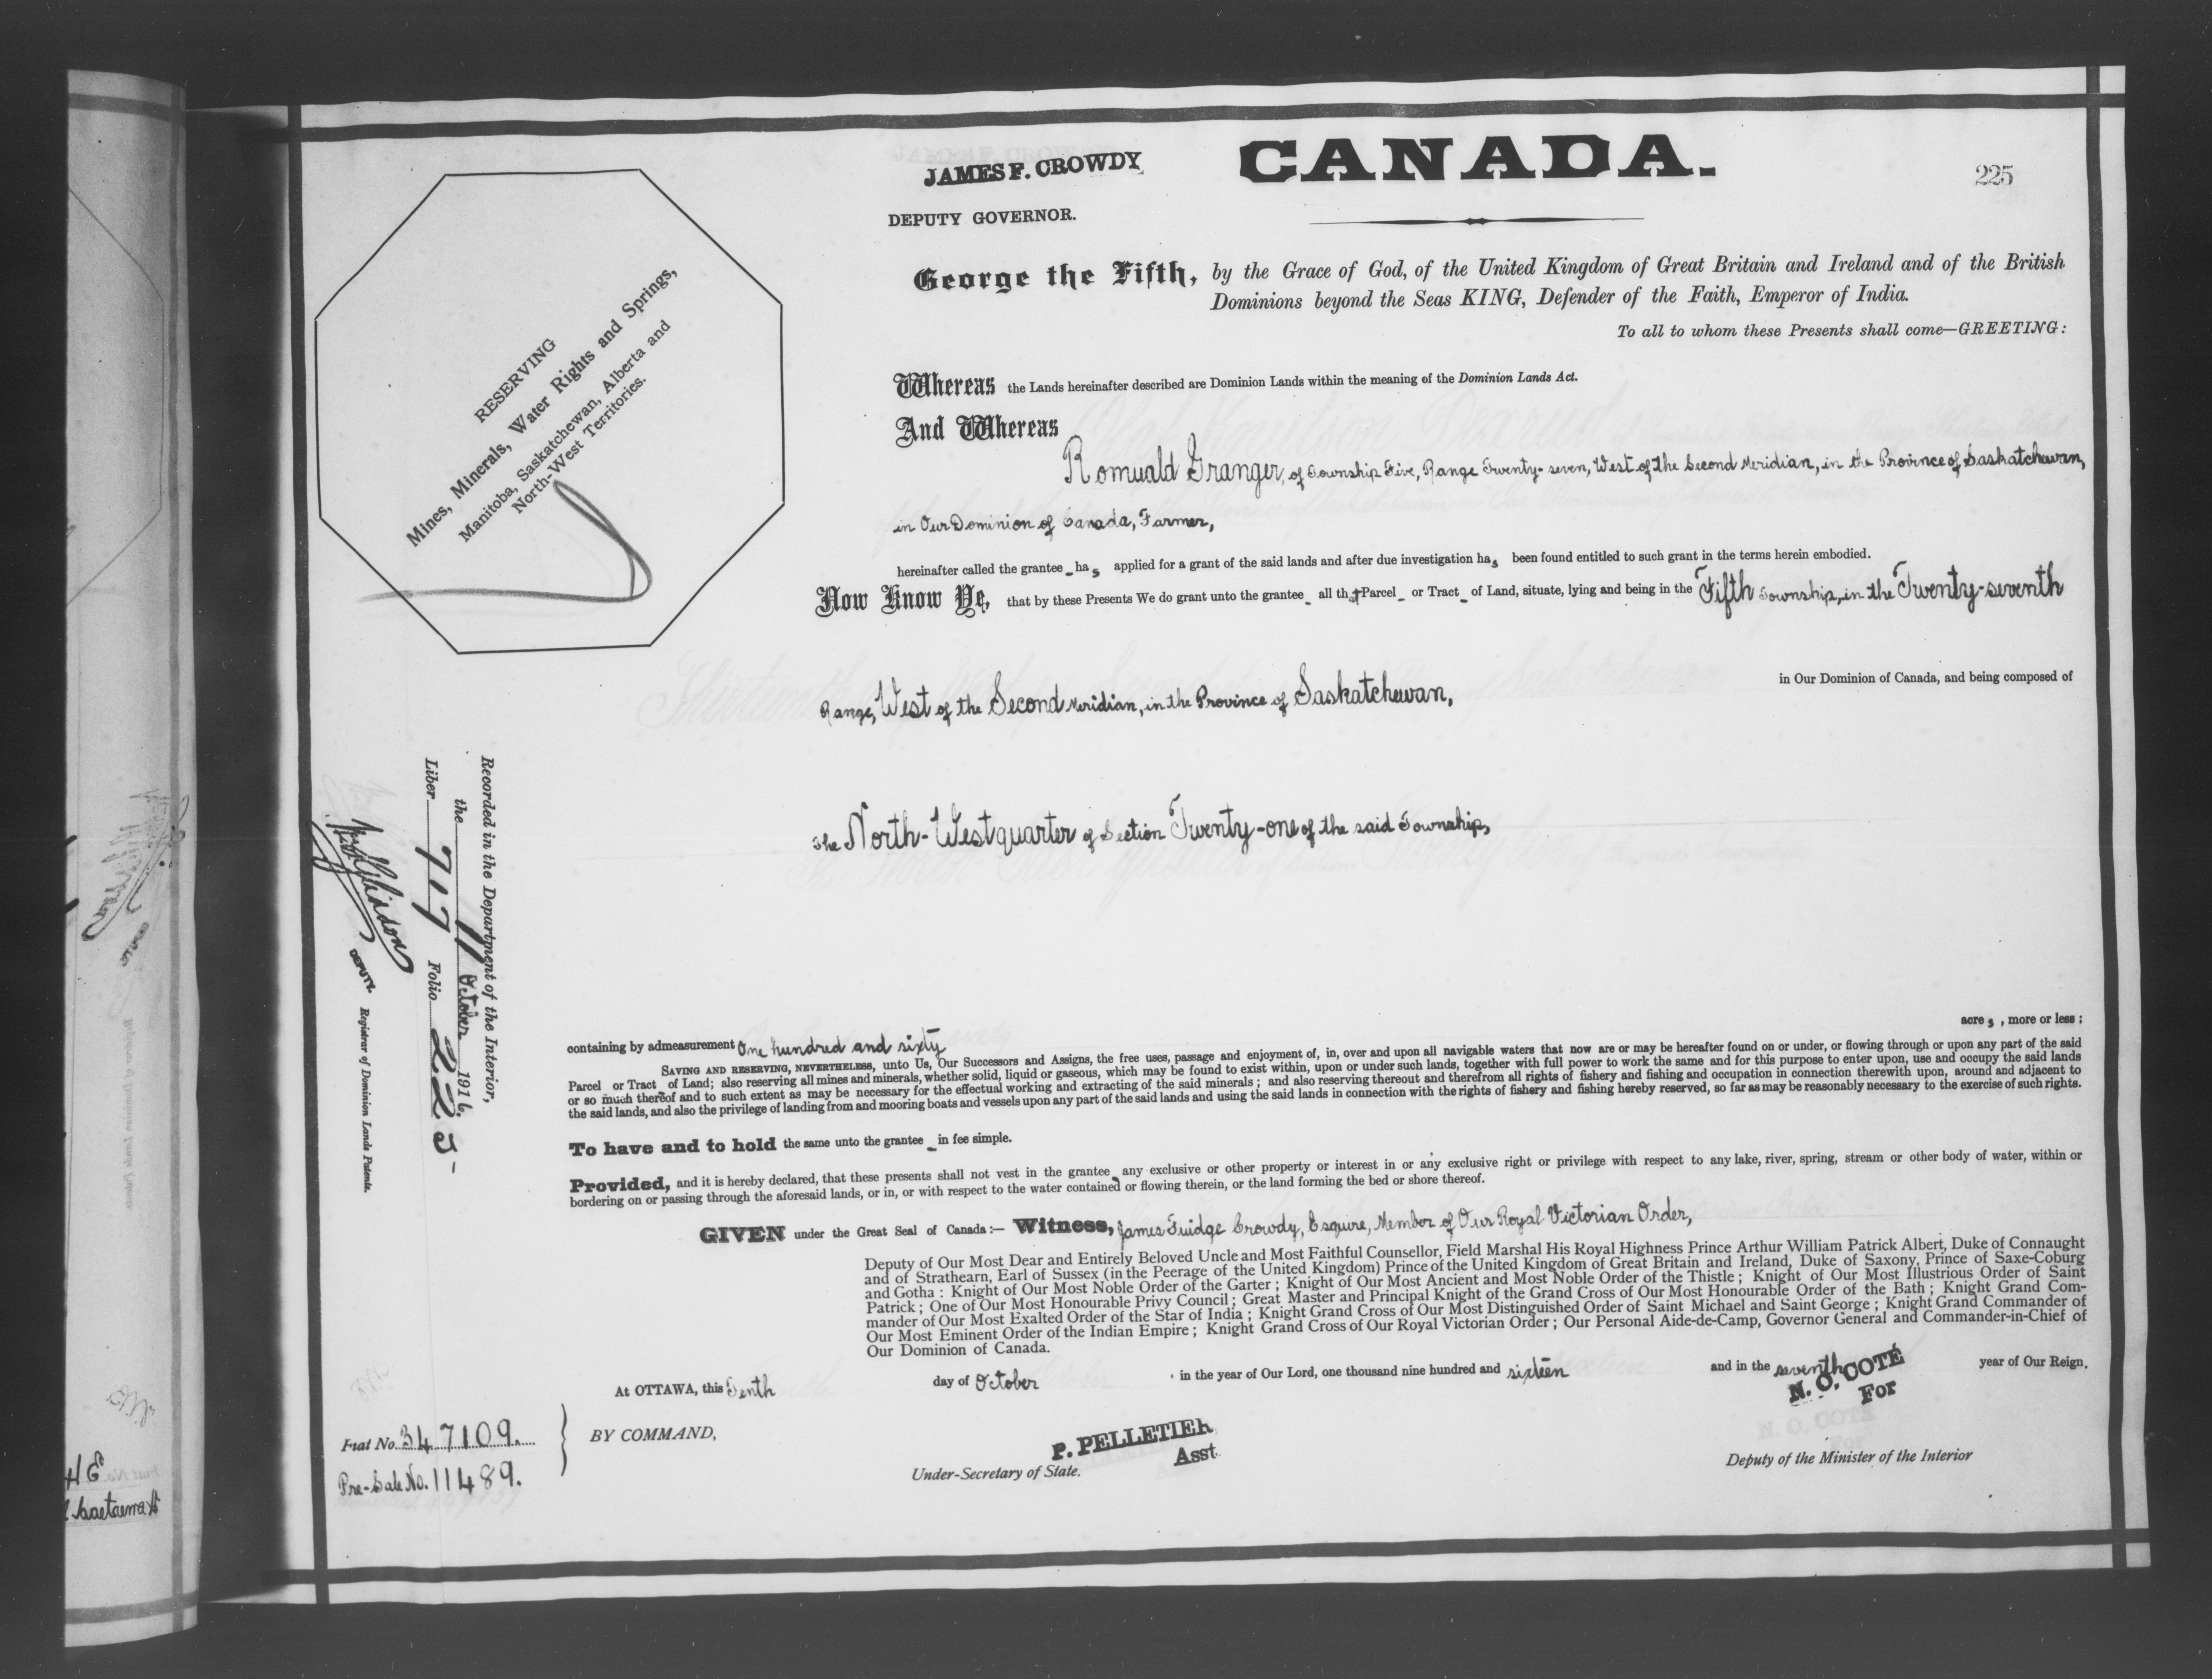 JAMES F. CROWDY
CANADA.
225
DEPUTY GOVERNOR.
George the Fifth, by the Grace of God, of the United Kingdom of Great Britain and Ireland and of the British
Dominions beyond the Seas KING, Defender of the Faith, Emperor of India.
To all to whom these Presents shall come—GREETING:
RESERVING
Mines, Minerals, Water Rights and Springs,
Manitoba, Saskatchewan, Alberta and
North-West Territories.
Whereas the Lands hereinafter described are Dominion Lands within the meaning of the Dominion Lands Act.
And Whereas
Romuald Granger, of Township Five, Range Twenty-seven, West of the Second Meridian, in the Province of Saskatchewan,
in Our Dominion of Canada, Farmer,
hereinafter called the grantee_ has applied for a grant of the said lands and after due investigation has been found entitled to such grant in the terms herein embodied.
Now Know Ye, that by these Presents We do grant unto the grantee_ all that Parcel_ or Tract_ of Land, situate, lying and being in the Fifth Township, in the Twenty-seventh
in Our Dominion of Canada, and being composed of
Range, West of the Second Meridian, in the Province of Saskatchewan,
The North-West quarter of Section Twenty-one of the said Township,
Recorded in the Department of the Interior,
the 11 October 1916,
Liber 717 Folio 225-
DEPUTY Registrar of Dominion Lands Patents.
acres, more or less;
containing by admeasurement One hundred and sixty
SAVING AND RESERVING, NEVERTHELESS, unto Us, Our Successors and Assigns, the free uses, passage and enjoyment of, in, over and upon all navigable waters that now are or may be hereafter found on or under, or flowing through or upon any part of the said
Parcel or Tract of Land; also reserving all mines and minerals, whether solid, liquid or gaseous, which may be found to exist within, upon or under such lands, together with full power to work the same and for this purpose to enter upon, use and occupy the said lands
or so much thereof and to such extent as may be necessary for the effectual working and extracting of the said minerals; and also reserving thereout and therefrom all rights of fishery and fishing and occupation in connection therewith upon, around and adjacent to
the said lands, and also the privilege of landing from and mooring boats and vessels upon any part of the said lands and using the said lands in connection with the rights of fishery and fishing hereby reserved, so far as may be reasonably necessary to the exercise of such rights.
To have and to hold the same unto the grantee_ in fee simple.
Provided, and it is hereby declared, that these presents shall not vest in the grantee_ any exclusive or other property or interest in or any exclusive right or privilege with respect to any lake, river, spring, stream or other body of water, within or
bordering on or passing through the aforesaid lands, or in, or with respect to the water contained or flowing therein, or the land forming the bed or shore thereof.
GIVEN under the Great Seal of Canada:— Witness, James Fuidge Crowdy, Esquire, Member of Our Royal Victorian Order,
Deputy of Our Most Dear and Entirely Beloved Uncle and Most Faithful Counsellor, Field Marshal His Royal Highness Prince Arthur William Patrick Albert, Duke of Connaught
and of Strathearn, Earl of Sussex (in the Peerage of the United Kingdom) Prince of the United Kingdom of Great Britain and Ireland, Duke of Saxony, Prince of Saxe-Coburg
and Gotha: Knight of Our Most Noble Order of the Garter; Knight of Our Most Ancient and Most Noble Order of the Thistle; Knight of Our Most Illustrious Order of Saint
Patrick; One of Our Most Honourable Privy Council; Great Master and Principal Knight of the Grand Cross of Our Most Honourable Order of the Bath; Knight Grand Com-
mander of Our Most Exalted Order of the Star of India; Knight Grand Cross of Our Most Distinguished Order of Saint Michael and Saint George; Knight Grand Commander of
Our Most Eminent Order of the Indian Empire; Knight Grand Cross of Our Royal Victorian Order; Our Personal Aide-de-Camp, Governor General and Commander-in-Chief of
Our Dominion of Canada.
At OTTAWA, this Tenth day of October in the year of Our Lord, one thousand nine hundred and sixteen and in the seventh year of Our Reign.
N. O. COTÉ
For
Fiat No. 347109.
BY COMMAND,
P. PELLETIER
Asst.
Pre-Sale No. 11489.
Under-Secretary of State.
Deputy of the Minister of the Interior